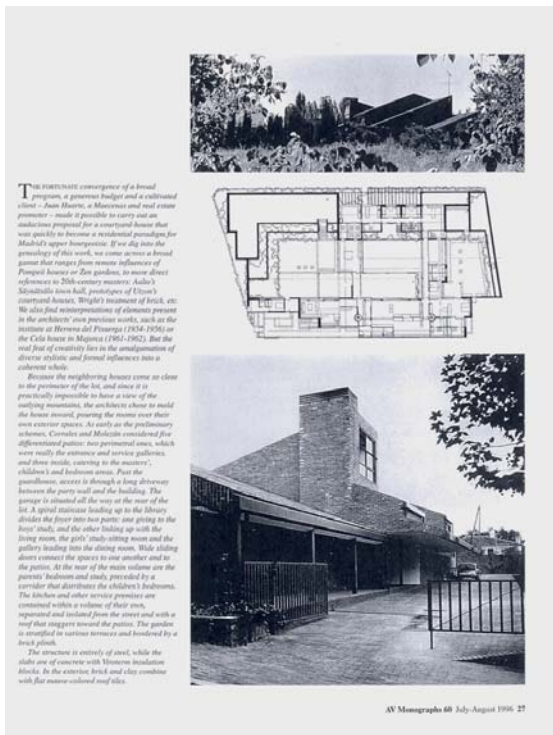 THE FORTUNATE convergence of a broad
program, a generous budget and a cultivated
client – Juan Huarte, a Maecenas and real estate
promoter – made it possible to carry out an
audacious proposal for a courtyard-house that
was quickly to become a residential paradigm for
Madrid's upper bourgeoisie. If we dig into the
genealogy of this work, we come across a broad
gamut that ranges from remote influences of
Pompeii houses or Zen gardens, to more direct
references to 20th-century masters: Aalto's
Säynätsalo town hall, prototypes of Utzon's
courtyard-houses, Wright's treatment of brick, etc.
We also find reinterpretations of elements present
in the architects' own previous works, such as the
institute at Herrera del Pisuerga (1954-1956) or
the Cela house in Majorca (1961-1962). But the
real feat of creativity lies in the amalgamation of
diverse stylistic and formal influences into a
coherent whole.
Because the neighboring houses come so close
to the perimeter of the lot, and since it is
practically impossible to have a view of the
outlying mountains, the architects chose to mold
the house inward, pouring the rooms over their
own exterior spaces. As early as the preliminary
schemes, Corrales and Molezún considered five
differentiated patios: two perimetral ones, which
were really the entrance and service galleries,
and three inside, catering to the masters',
children's and bedroom areas. Past the
guardhouse, access is through a long driveway
between the party wall and the building. The
garage is situated all the way at the rear of the
lot. A spiral staircase leading up to the library
divides the foyer into two parts: one giving to the
boys' study, and the other linking up with the
living room, the girls' study-sitting room and the
gallery leading into the dining room. Wide sliding
doors connect the spaces to one another and to
the patios. At the rear of the main volume are the
parents' bedroom and study, preceded by a
corridor that distributes the children's bedrooms.
The kitchen and other service premises are
contained within a volume of their own,
separated and isolated from the street and with a
roof that staggers toward the patios. The garden
is stratified in various terraces and bordered by a
brick plinth.
The structure is entirely of steel, while the
slabs are of concrete with Viroterm insulation
blocks. In the exterior, brick and clay combine
with flat mauve-colored roof tiles.
AV Monographs 60 July-August 1996 27